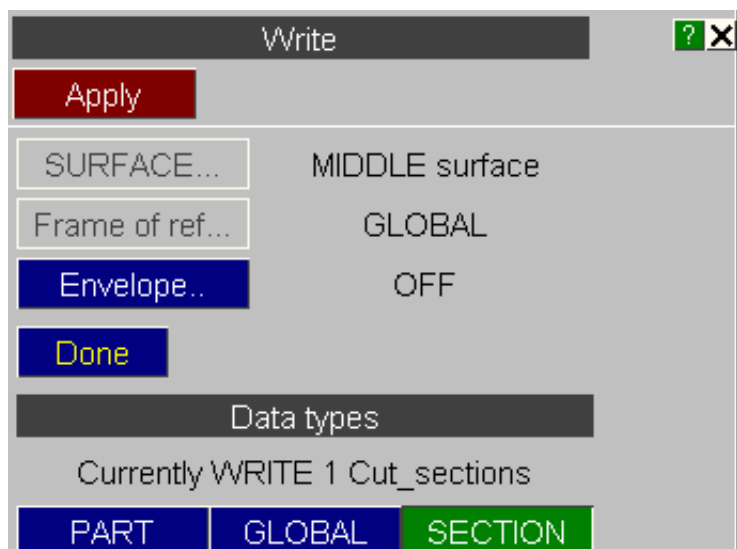 Write ?
Apply
SURFACE... MIDDLE surface
Frame of ref... GLOBAL
Envelope.. OFF
Done
Data types
Currently WRITE 1 Cut_sections
PART GLOBAL SECTION